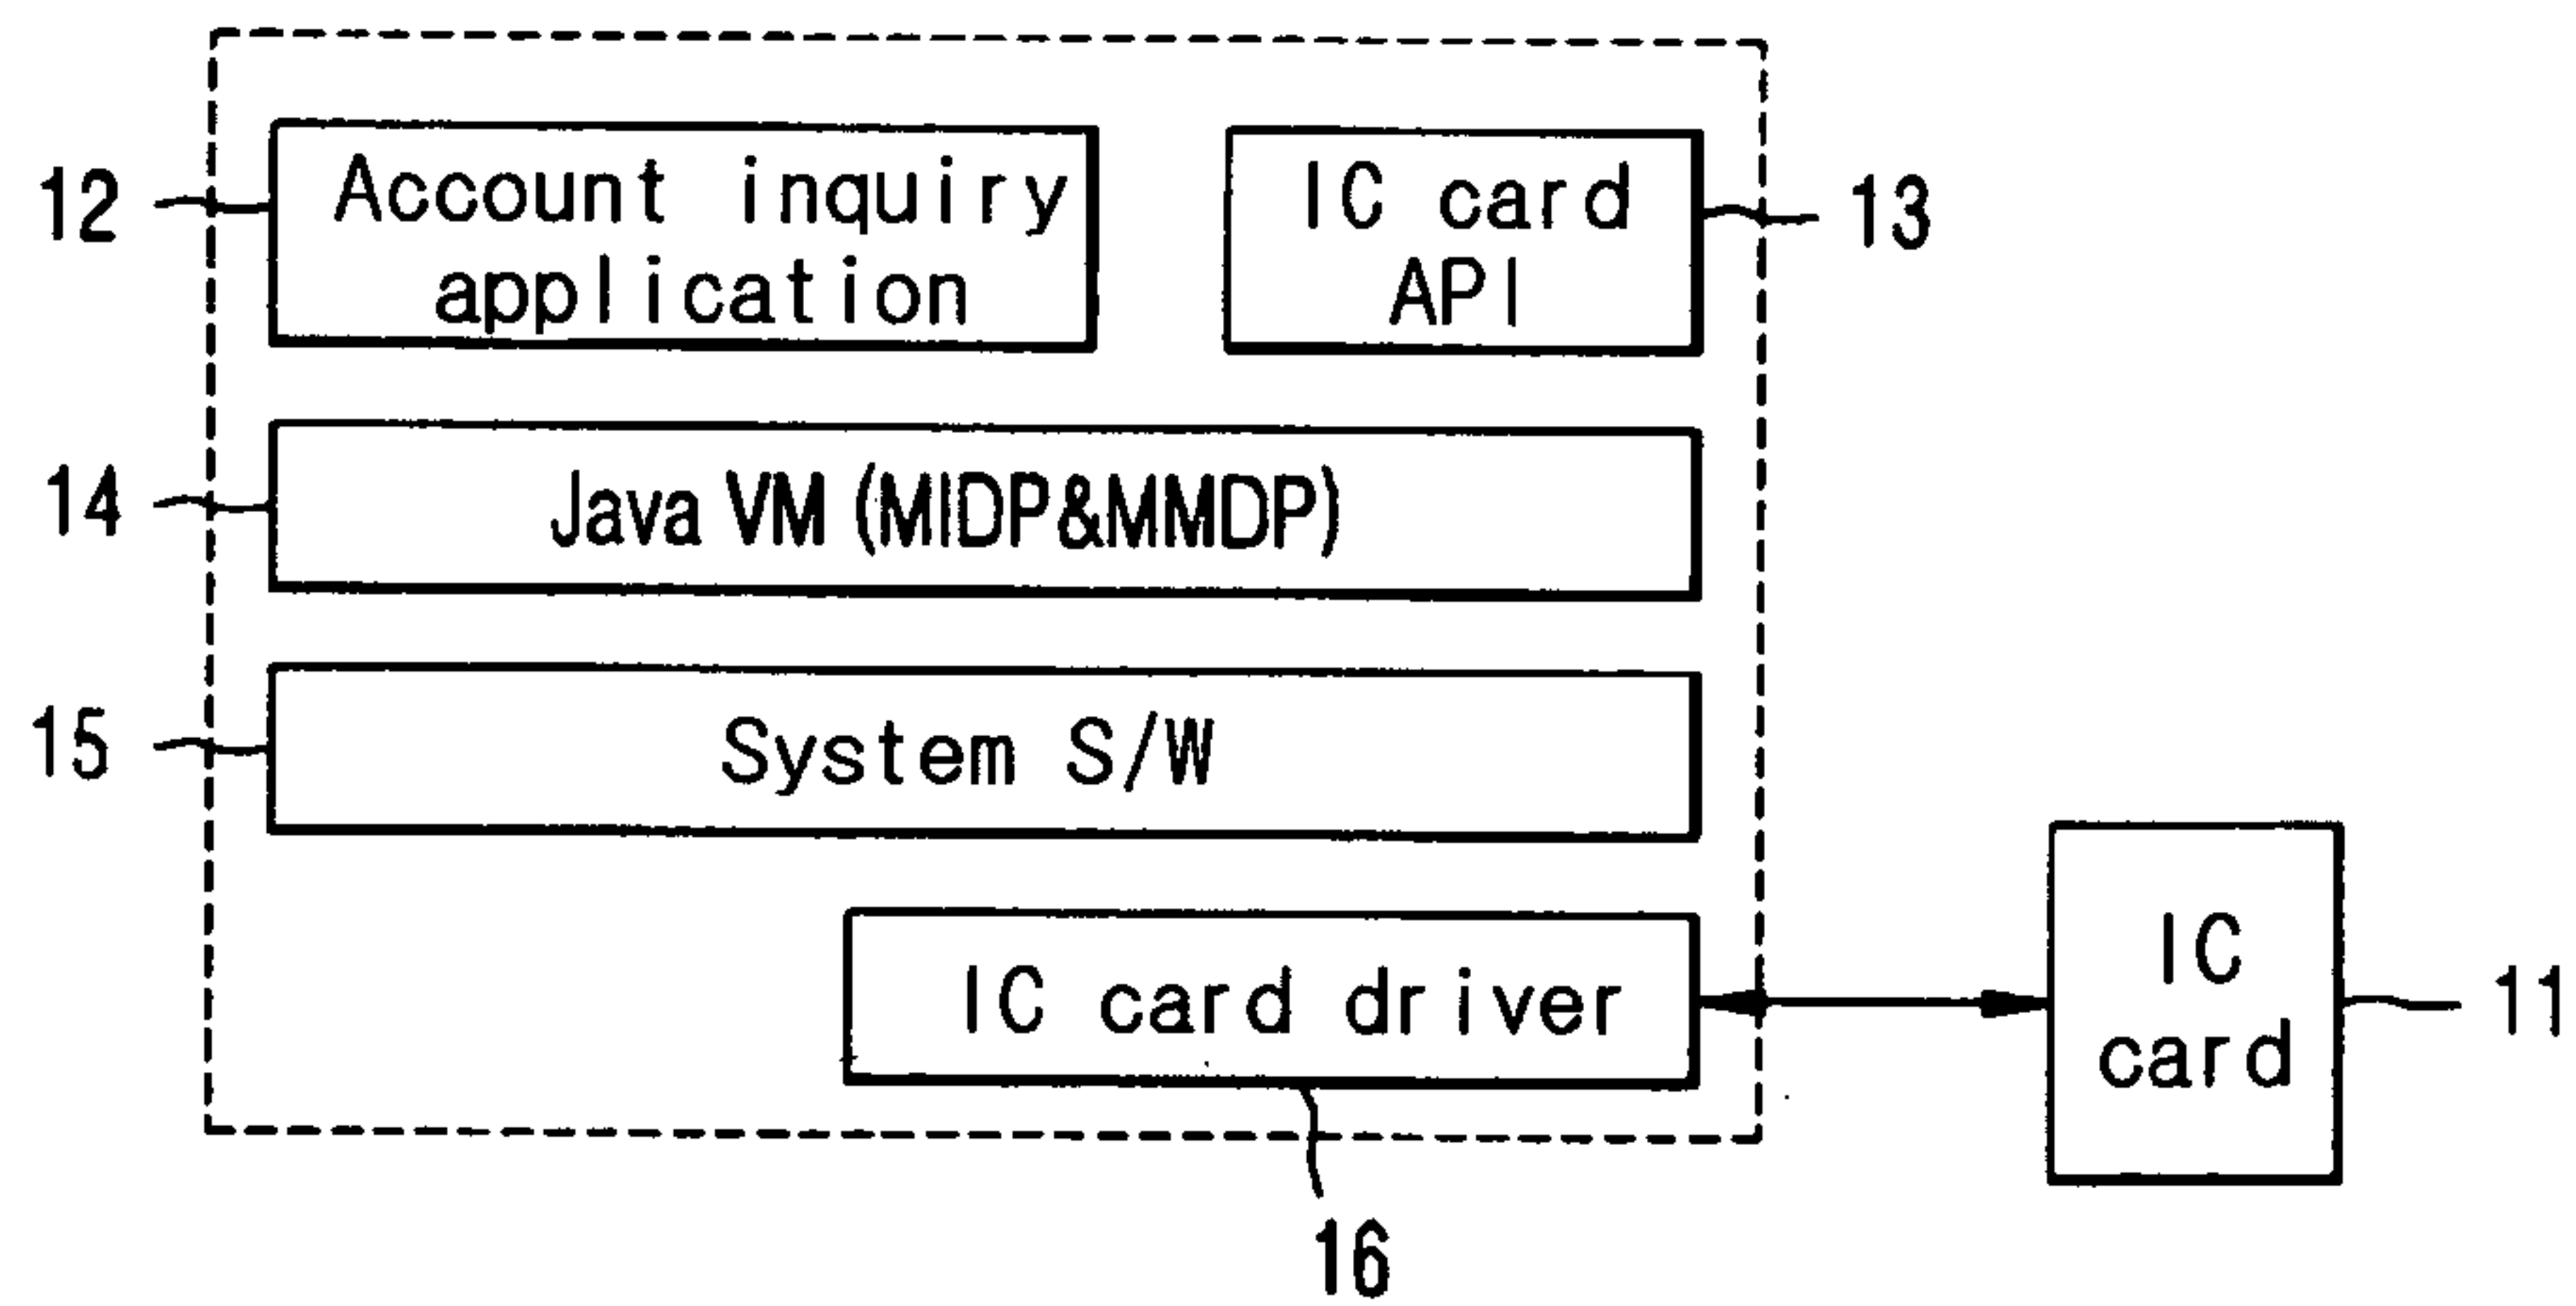 12
Account inquiry
application
IC card
API
13
14
Java VM (MIDP&MMDP)
15
System S/W
IC card driver
16
IC
card
11